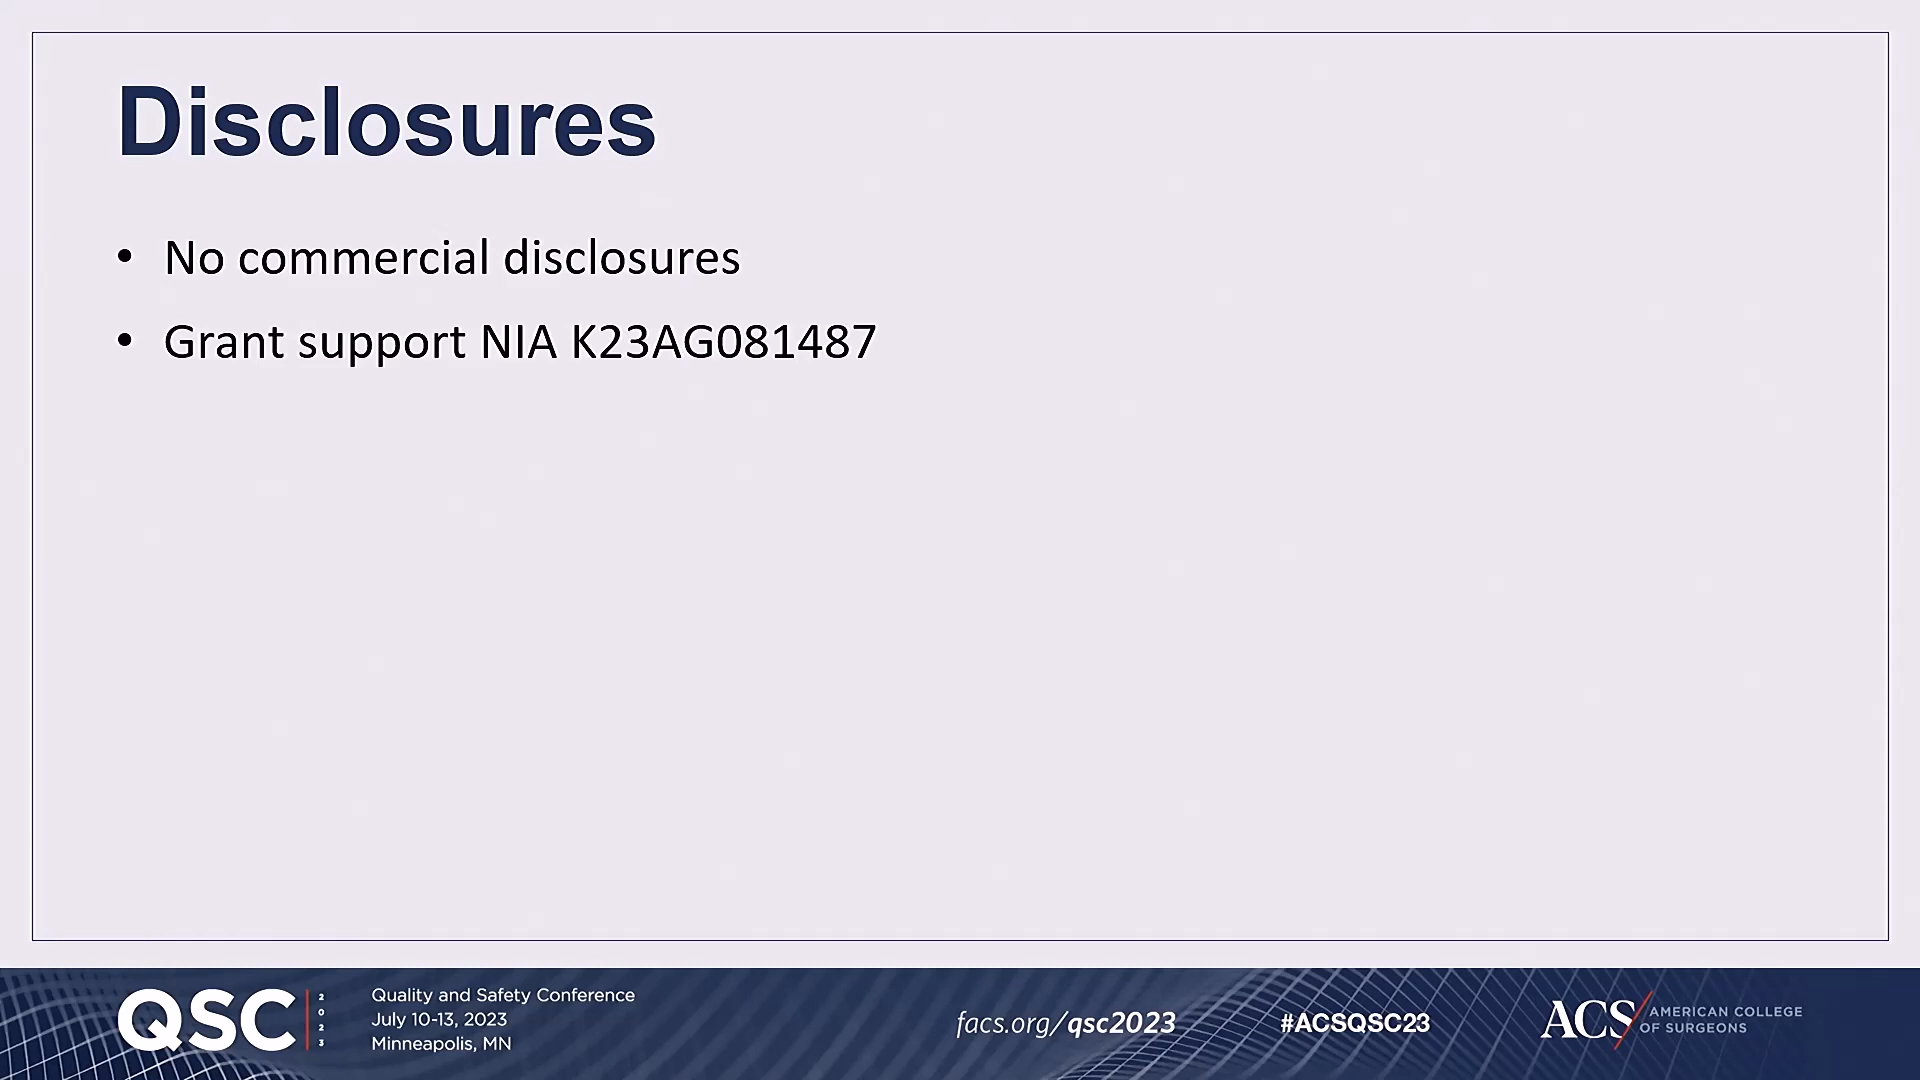 Disclosures
• No commercial disclosures
• Grant support NIA K23AG081487
QSC
2023
Quality and Safety Conference
July 10-13, 2023
Minneapolis, MN
facs.org/qsc2023
#ACSQSC23
ACS
AMERICAN COLLEGE
OF SURGEONS